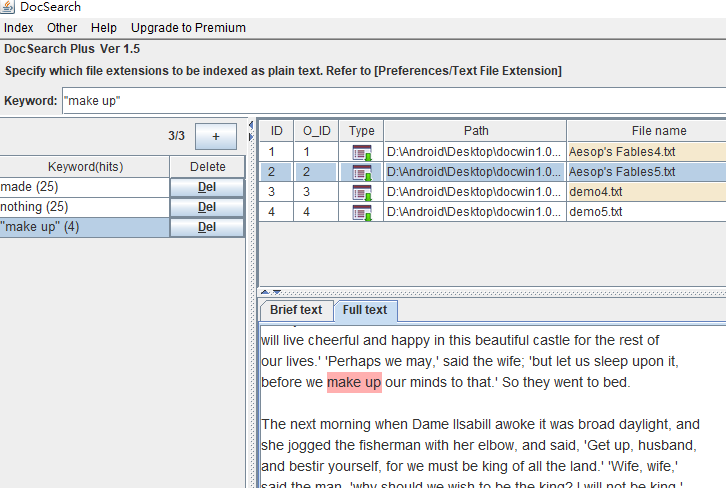 DocSearch
Index Other Help Upgrade to Premium
DocSearch Plus Ver 1.5
Specify which file extensions to be indexed as plain text. Refer to [Preferences/Text File Extension]
Keyword: "make up"
3/3 +
Keyword(hits) Delete
made (25) Del
nothing (25) Del
"make up" (4) Del
ID O_ID Type Path File name
1 1 D:\Android\Desktop\docwin1.0... Aesop's Fables4.txt
2 2 D:\Android\Desktop\docwin1.0... Aesop's Fables5.txt
3 3 D:\Android\Desktop\docwin1.0... demo4.txt
4 4 D:\Android\Desktop\docwin1.0... demo5.txt
Brief text Full text
will live cheerful and happy in this beautiful castle for the rest of
our lives.' 'Perhaps we may,' said the wife; 'but let us sleep upon it,
before we make up our minds to that.' So they went to bed.
The next morning when Dame Ilsabill awoke it was broad daylight, and
she jogged the fisherman with her elbow, and said, 'Get up, husband,
and bestir yourself, for we must be king of all the land.' 'Wife, wife,'
said the man, 'why should we wish to be the king? I will not be king.'